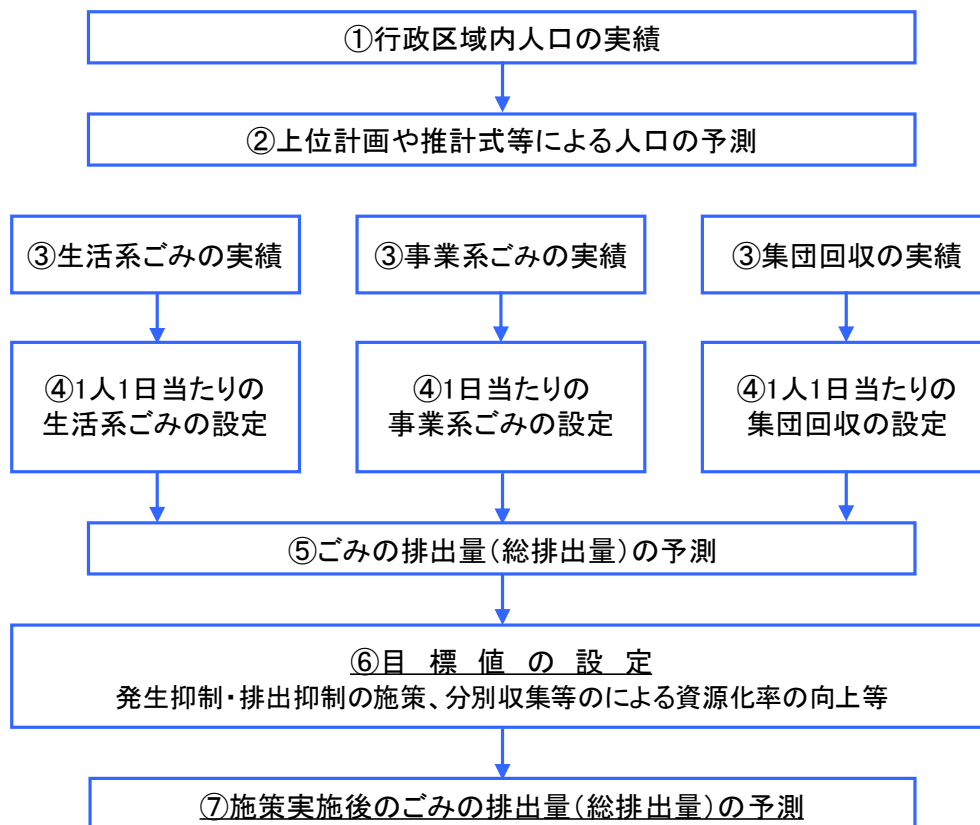 ①行政区域内人口の実績
②上位計画や推計式等による人口の予測
③生活系ごみの実績
③事業系ごみの実績
③集団回収の実績
④1人1日当たりの
生活系ごみの設定
④1日当たりの
事業系ごみの設定
④1人1日当たりの
集団回収の設定
⑤ごみの排出量(総排出量)の予測
⑥目 標 値 の 設 定
発生抑制・排出抑制の施策、分別収集等のによる資源化率の向上等
⑦施策実施後のごみの排出量(総排出量)の予測